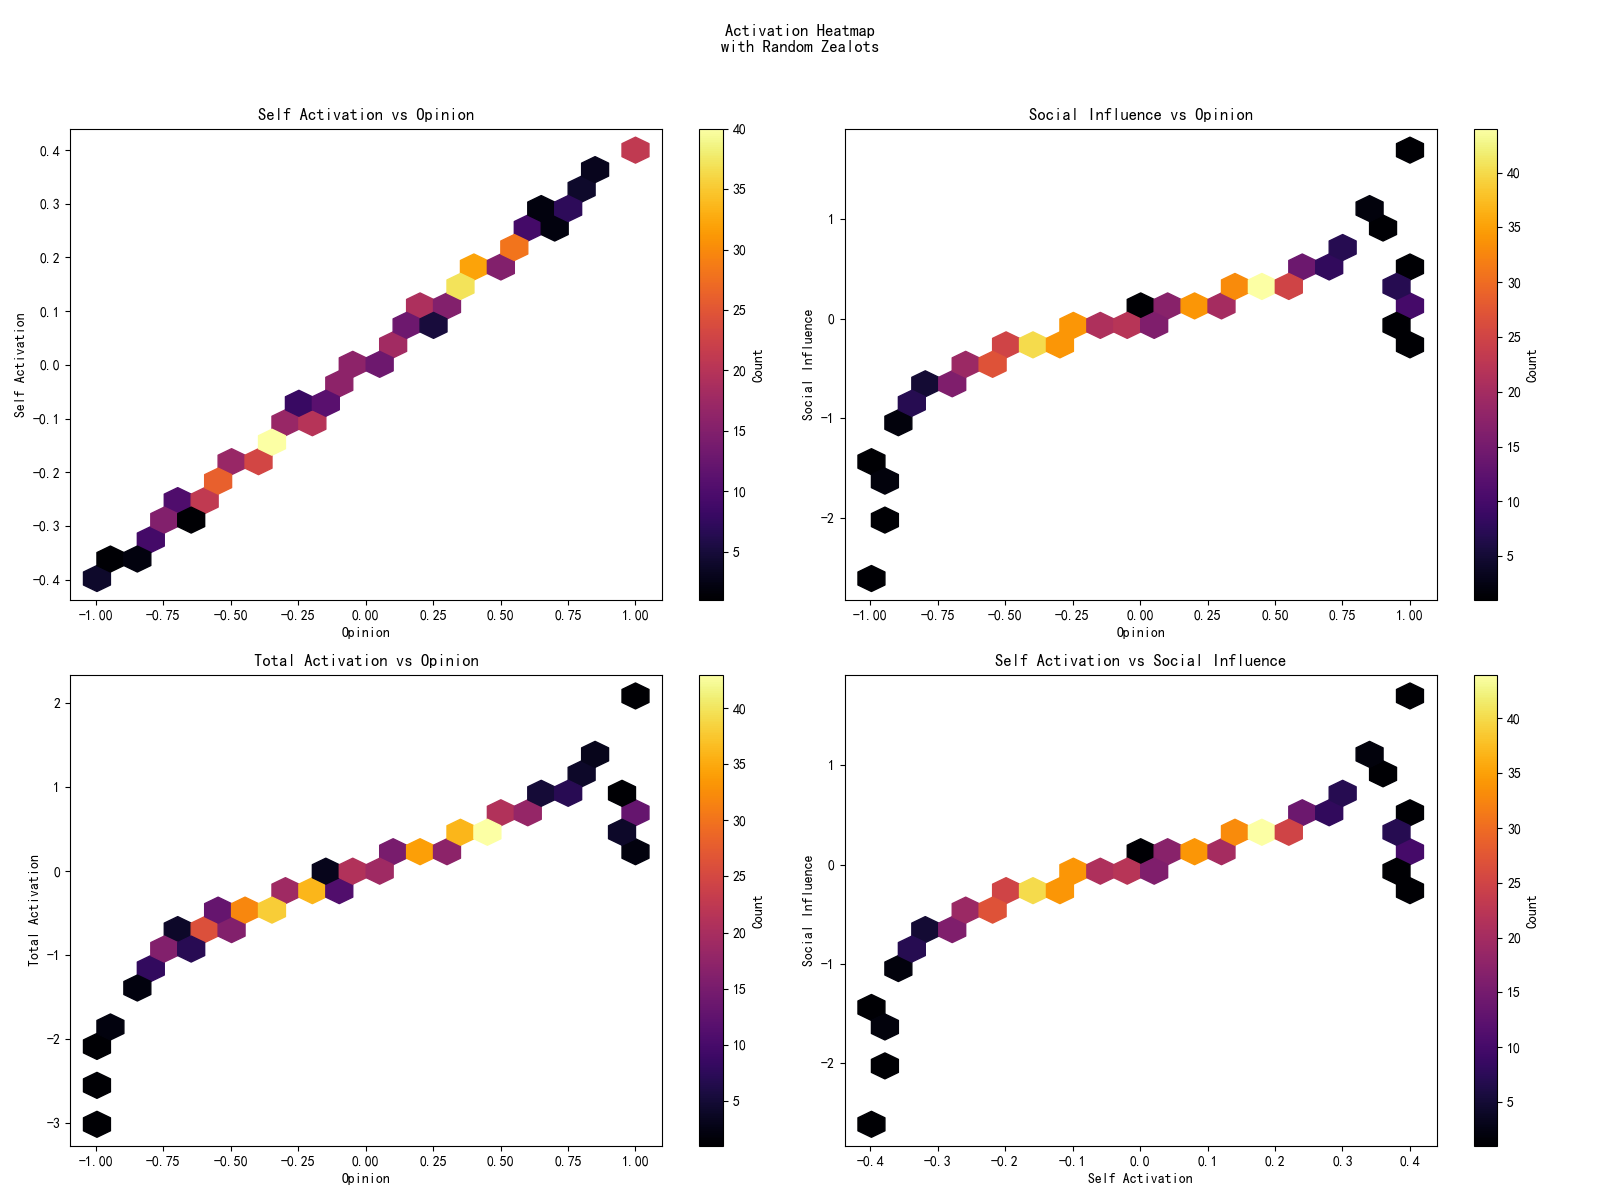 Activation Heatmap
with Random Zealots
Self Activation vs Opinion
Self Activation
0.4
0.3
0.2
0.1
0.0
−0.1
−0.2
−0.3
−0.4
−1.00 −0.75 −0.50 −0.25 0.00 0.25 0.50 0.75 1.00
Opinion
40
35
30
25
20
15
10
5
Count
Social Influence vs Opinion
Social Influence
1
0
−1
−2
−1.00 −0.75 −0.50 −0.25 0.00 0.25 0.50 0.75 1.00
Opinion
40
35
30
25
20
15
10
5
Count
Total Activation vs Opinion
Total Activation
2
1
0
−1
−2
−3
−1.00 −0.75 −0.50 −0.25 0.00 0.25 0.50 0.75 1.00
Opinion
40
35
30
25
20
15
10
5
Count
Self Activation vs Social Influence
Social Influence
1
0
−1
−2
−0.4 −0.3 −0.2 −0.1 0.0 0.1 0.2 0.3 0.4
Self Activation
40
35
30
25
20
15
10
5
Count